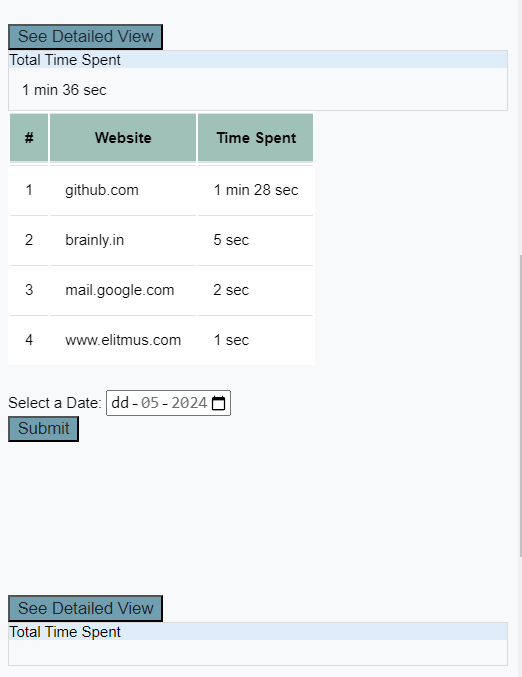 See Detailed View
Total Time Spent
1 min 36 sec
# Website Time Spent
1 github.com 1 min 28 sec
2 brainly.in 5 sec
3 mail.google.com 2 sec
4 www.elitmus.com 1 sec
Select a Date: dd-05-2024
Submit
See Detailed View
Total Time Spent